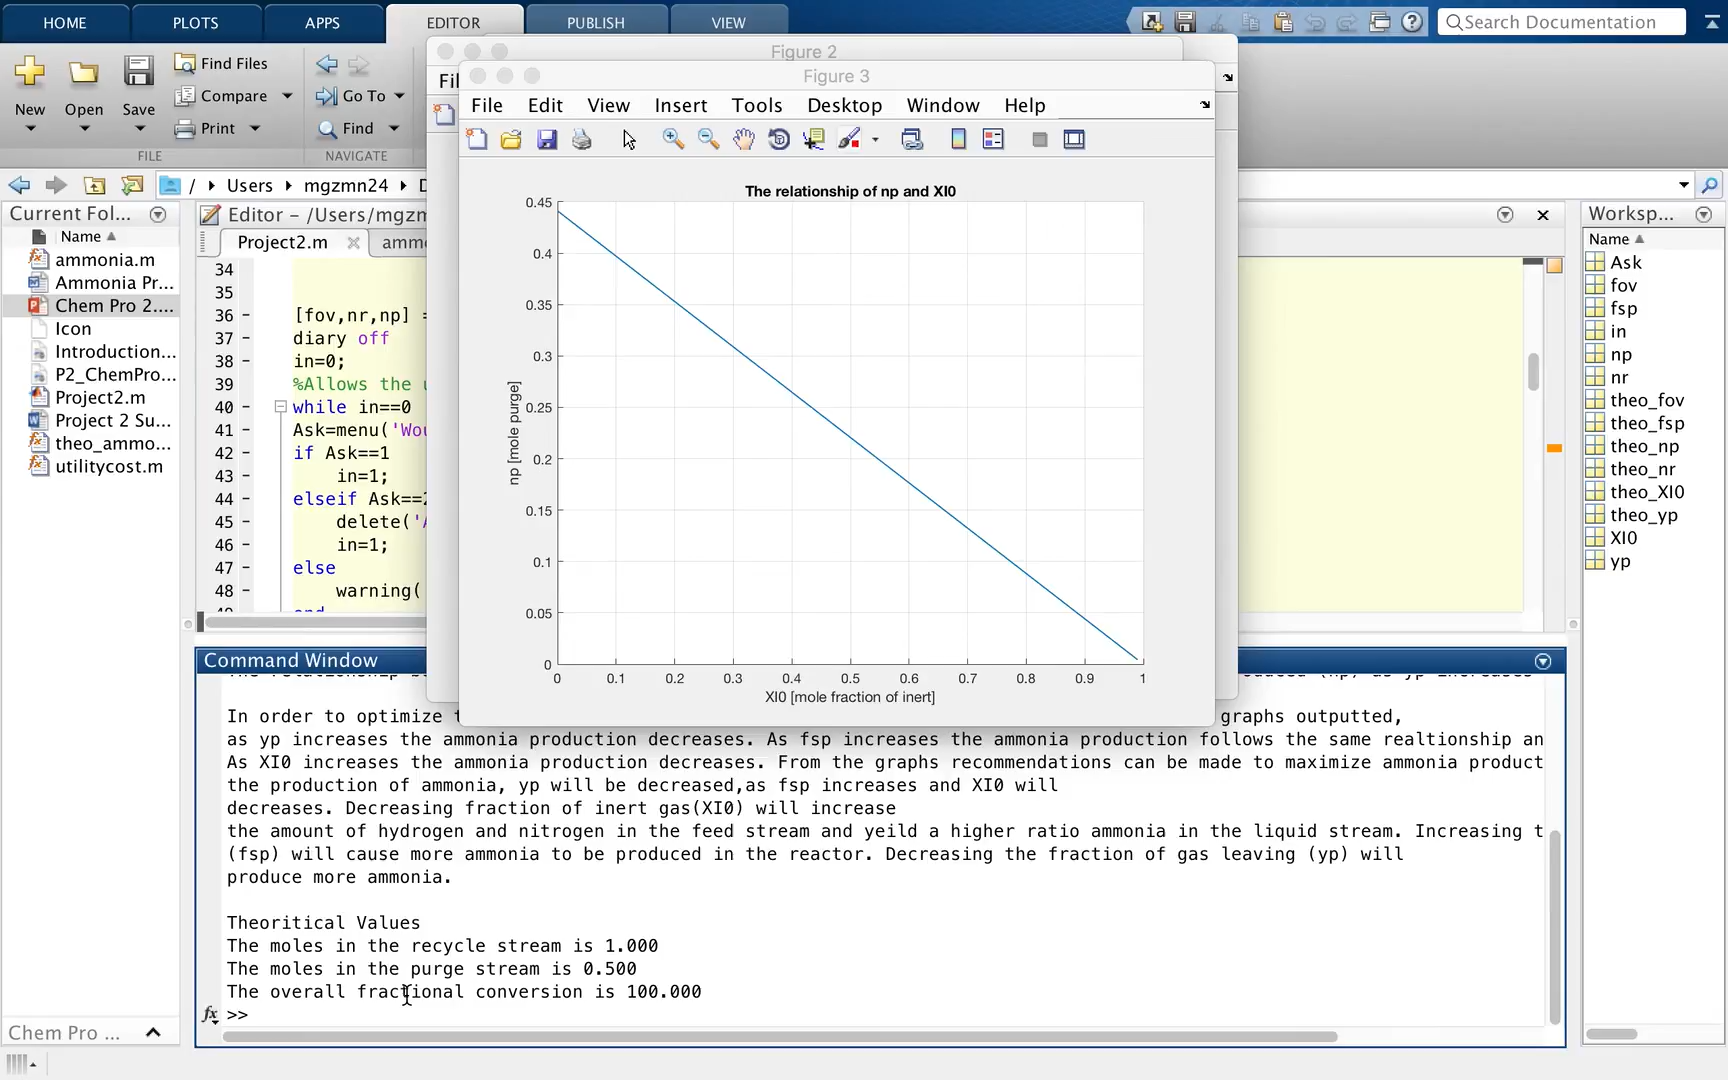 HOME PLOTS APPS EDITOR PUBLISH VIEW Search Documentation
New Open Save
Find Files
Compare
Print
Go To
Find
FILE NAVIGATE
/ Users mgzmn24
Figure 2
Figure 3
File Edit View Insert Tools Desktop Window Help
The relationship of np and XI0
np [mole purge]
0.45
0.4
0.35
0.3
0.25
0.2
0.15
0.1
0.05
0
0 0.1 0.2 0.3 0.4 0.5 0.6 0.7 0.8 0.9 1
XI0 [mole fraction of inert]
Current Fol...
Name
ammonia.m
Ammonia Pr...
Chem Pro 2....
Icon
Introduction...
P2_ChemPro...
Project2.m
Project 2 Su...
theo_ammo...
utilitycost.m
Chem Pro ...
Editor – /Users/mgzm
Project2.m
34
35
36 [fov,nr,np] =
37 diary off
38 in=0;
39 %Allows the
40 while in==0
41 Ask=menu('Wou
42 if Ask==1
43 in=1;
44 elseif Ask==2
45 delete('A
46 in=1;
47 else
48 warning(
49 end
Worksp...
Name
Ask
fov
fsp
in
np
nr
theo_fov
theo_fsp
theo_np
theo_nr
theo_XI0
theo_yp
XI0
yp
Command Window
In order to optimize graphs outputted,
as yp increases the ammonia production decreases. As fsp increases the ammonia production follows the same realtionship an
As XI0 increases the ammonia production decreases. From the graphs recommendations can be made to maximize ammonia product
the production of ammonia, yp will be decreased,as fsp increases and XI0 will
decreases. Decreasing fraction of inert gas(XI0) will increase
the amount of hydrogen and nitrogen in the feed stream and yeild a higher ratio ammonia in the liquid stream. Increasing t
(fsp) will cause more ammonia to be produced in the reactor. Decreasing the fraction of gas leaving (yp) will
produce more ammonia.
Theoritical Values
The moles in the recycle stream is 1.000
The moles in the purge stream is 0.500
The overall fractional conversion is 100.000
fx >>